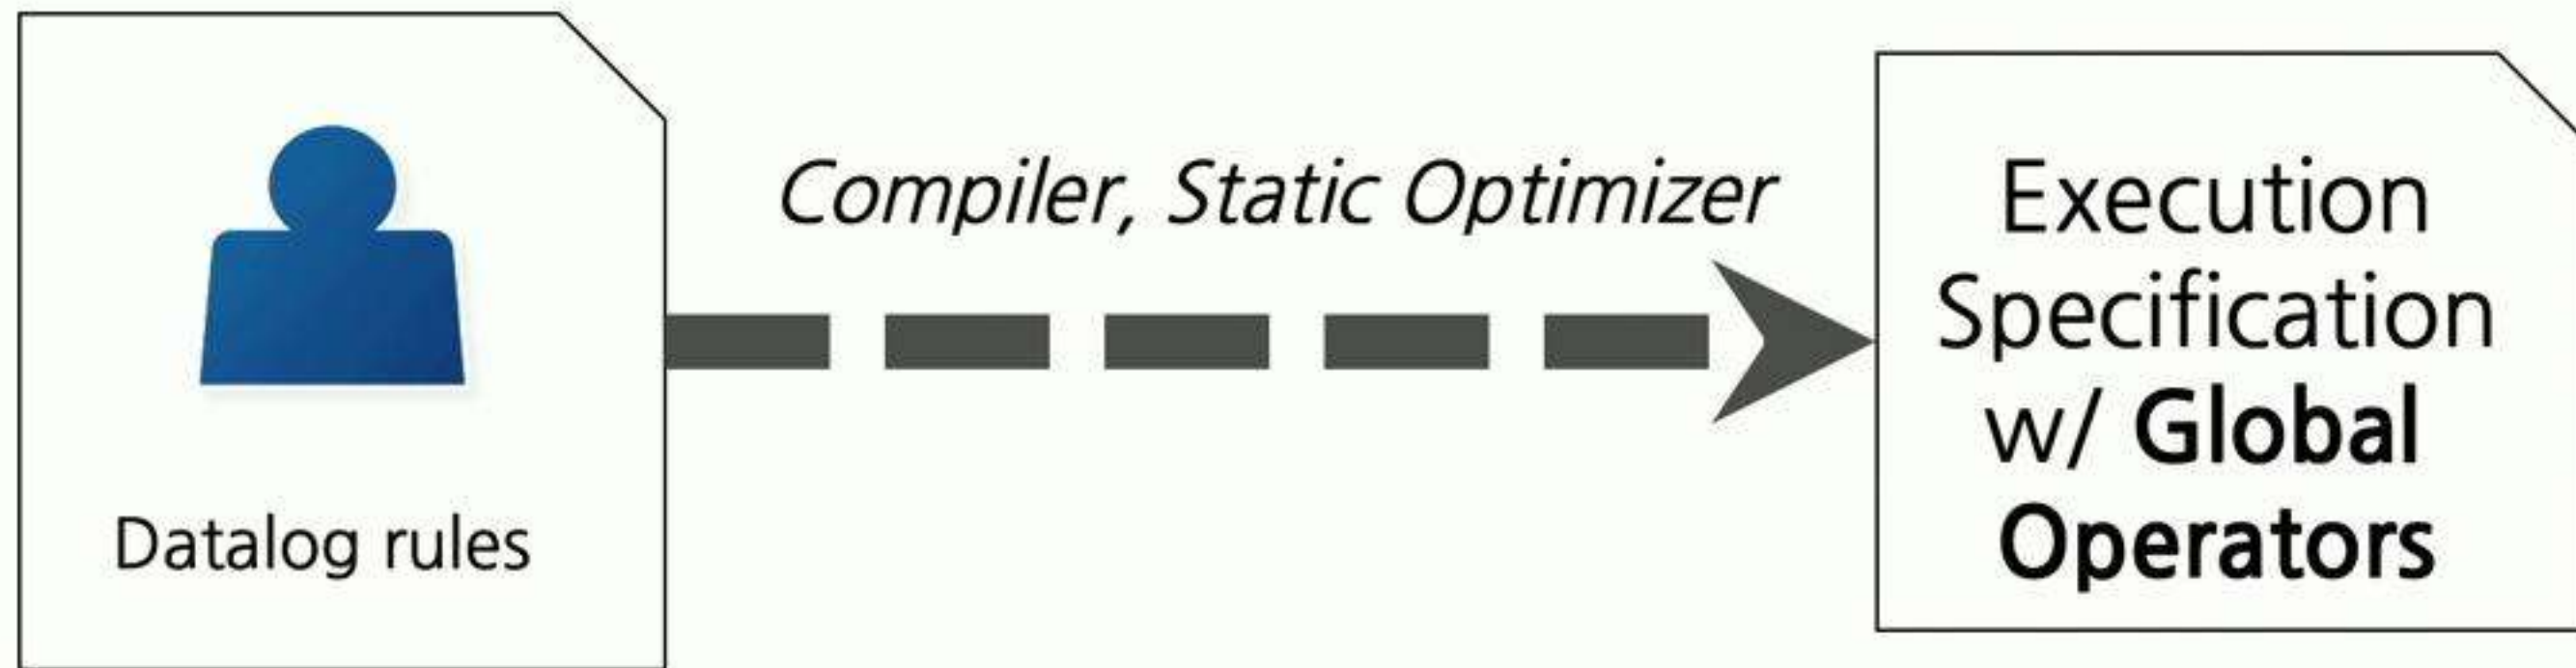 Datalog rules
Compiler, Static Optimizer
Execution
Specification
w/ Global
Operators